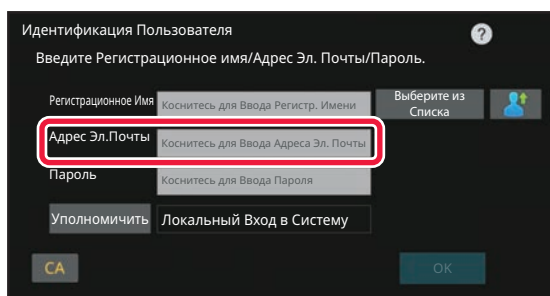 Идентификация Пользователя ?
Введите Регистрационное имя/Адрес Эл. Почты/Пароль.
Регистрационное Имя Коснитесь для Ввода Регистр. Имени Выберите из
Списка
Адрес Эл.Почты Коснитесь для Ввода Адреса Эл. Почты
Пароль Коснитесь для Ввода Пароля
Уполномичить Локальный Вход в Систему
CA OK